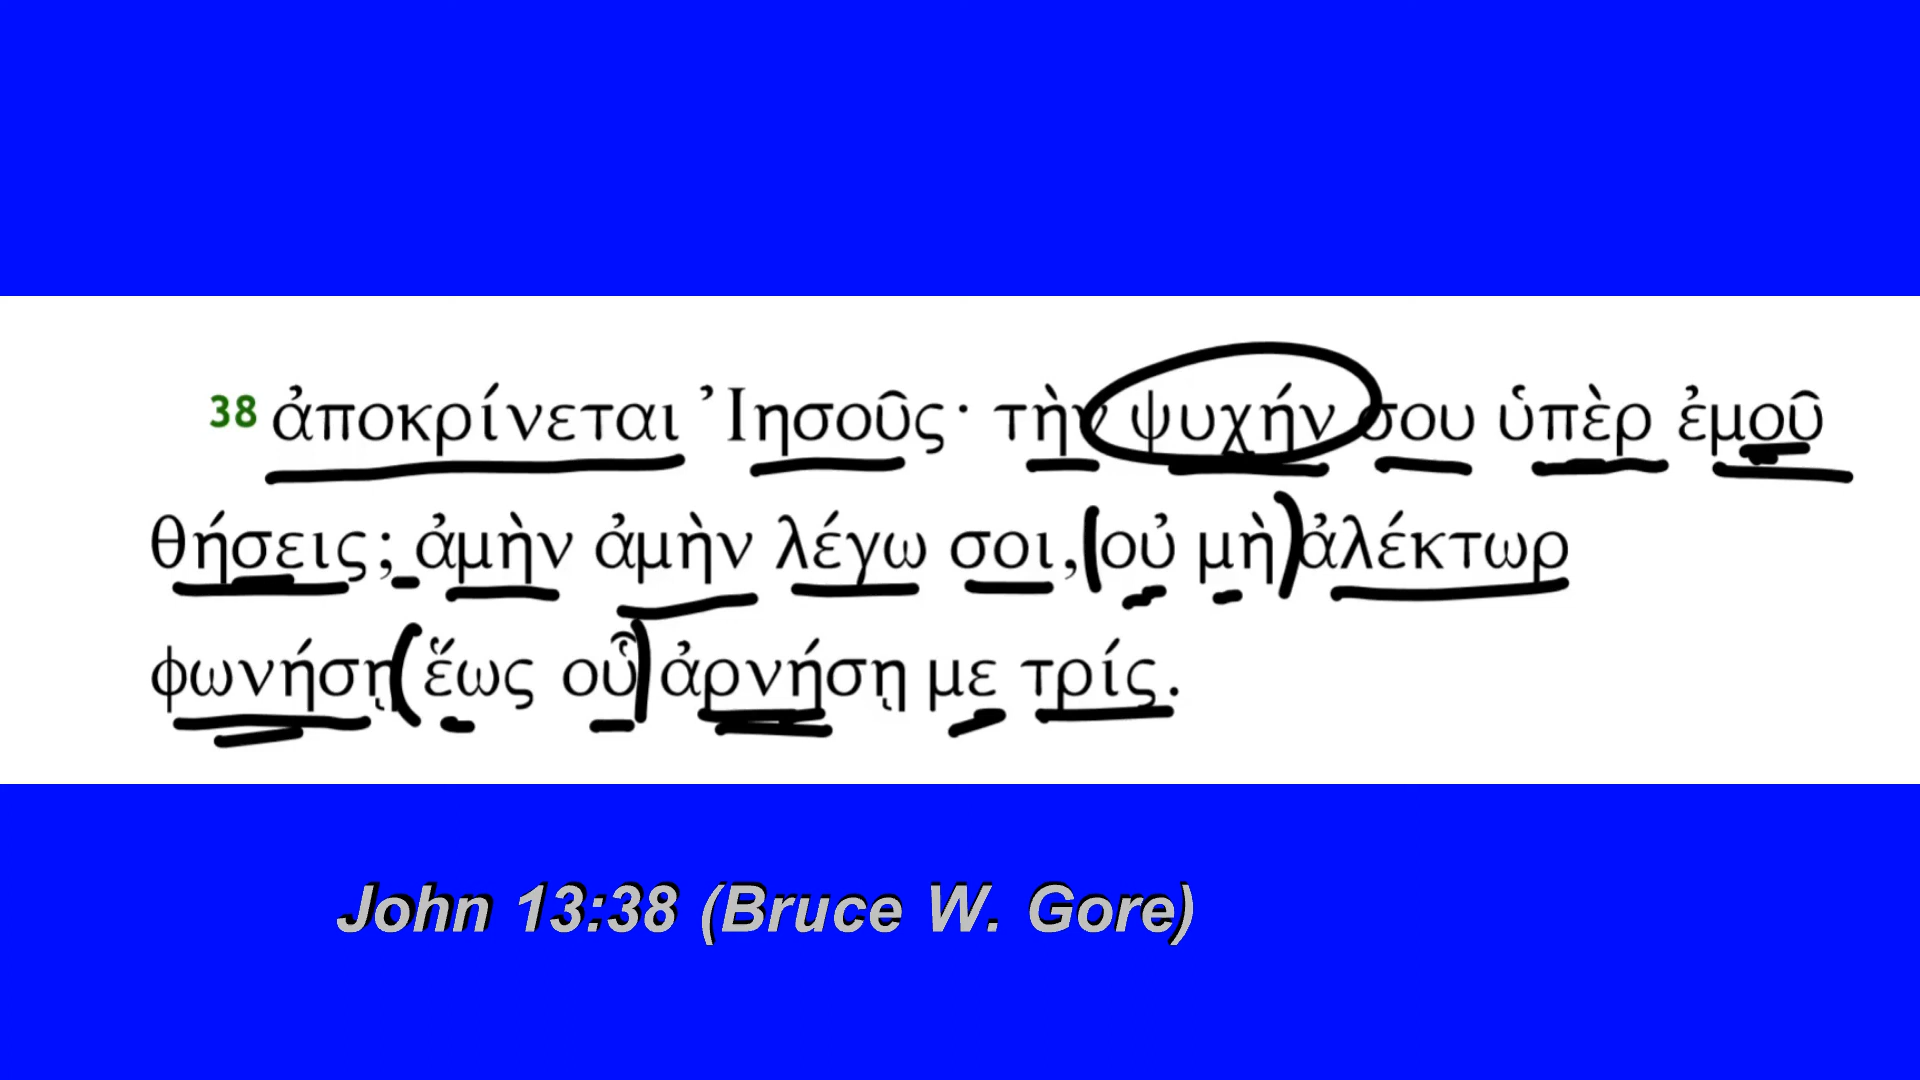 38 ἀποκρίνεται Ἰησοῦς· τὴν ψυχήν σου ὑπὲρ ἐμοῦ
θήσεις; ἀμὴν ἀμὴν λέγω σοι, (οὐ μὴ) ἀλέκτωρ
φωνήσῃ (ἕως οὗ) ἀρνήσῃ με τρίς.
John 13:38 (Bruce W. Gore)